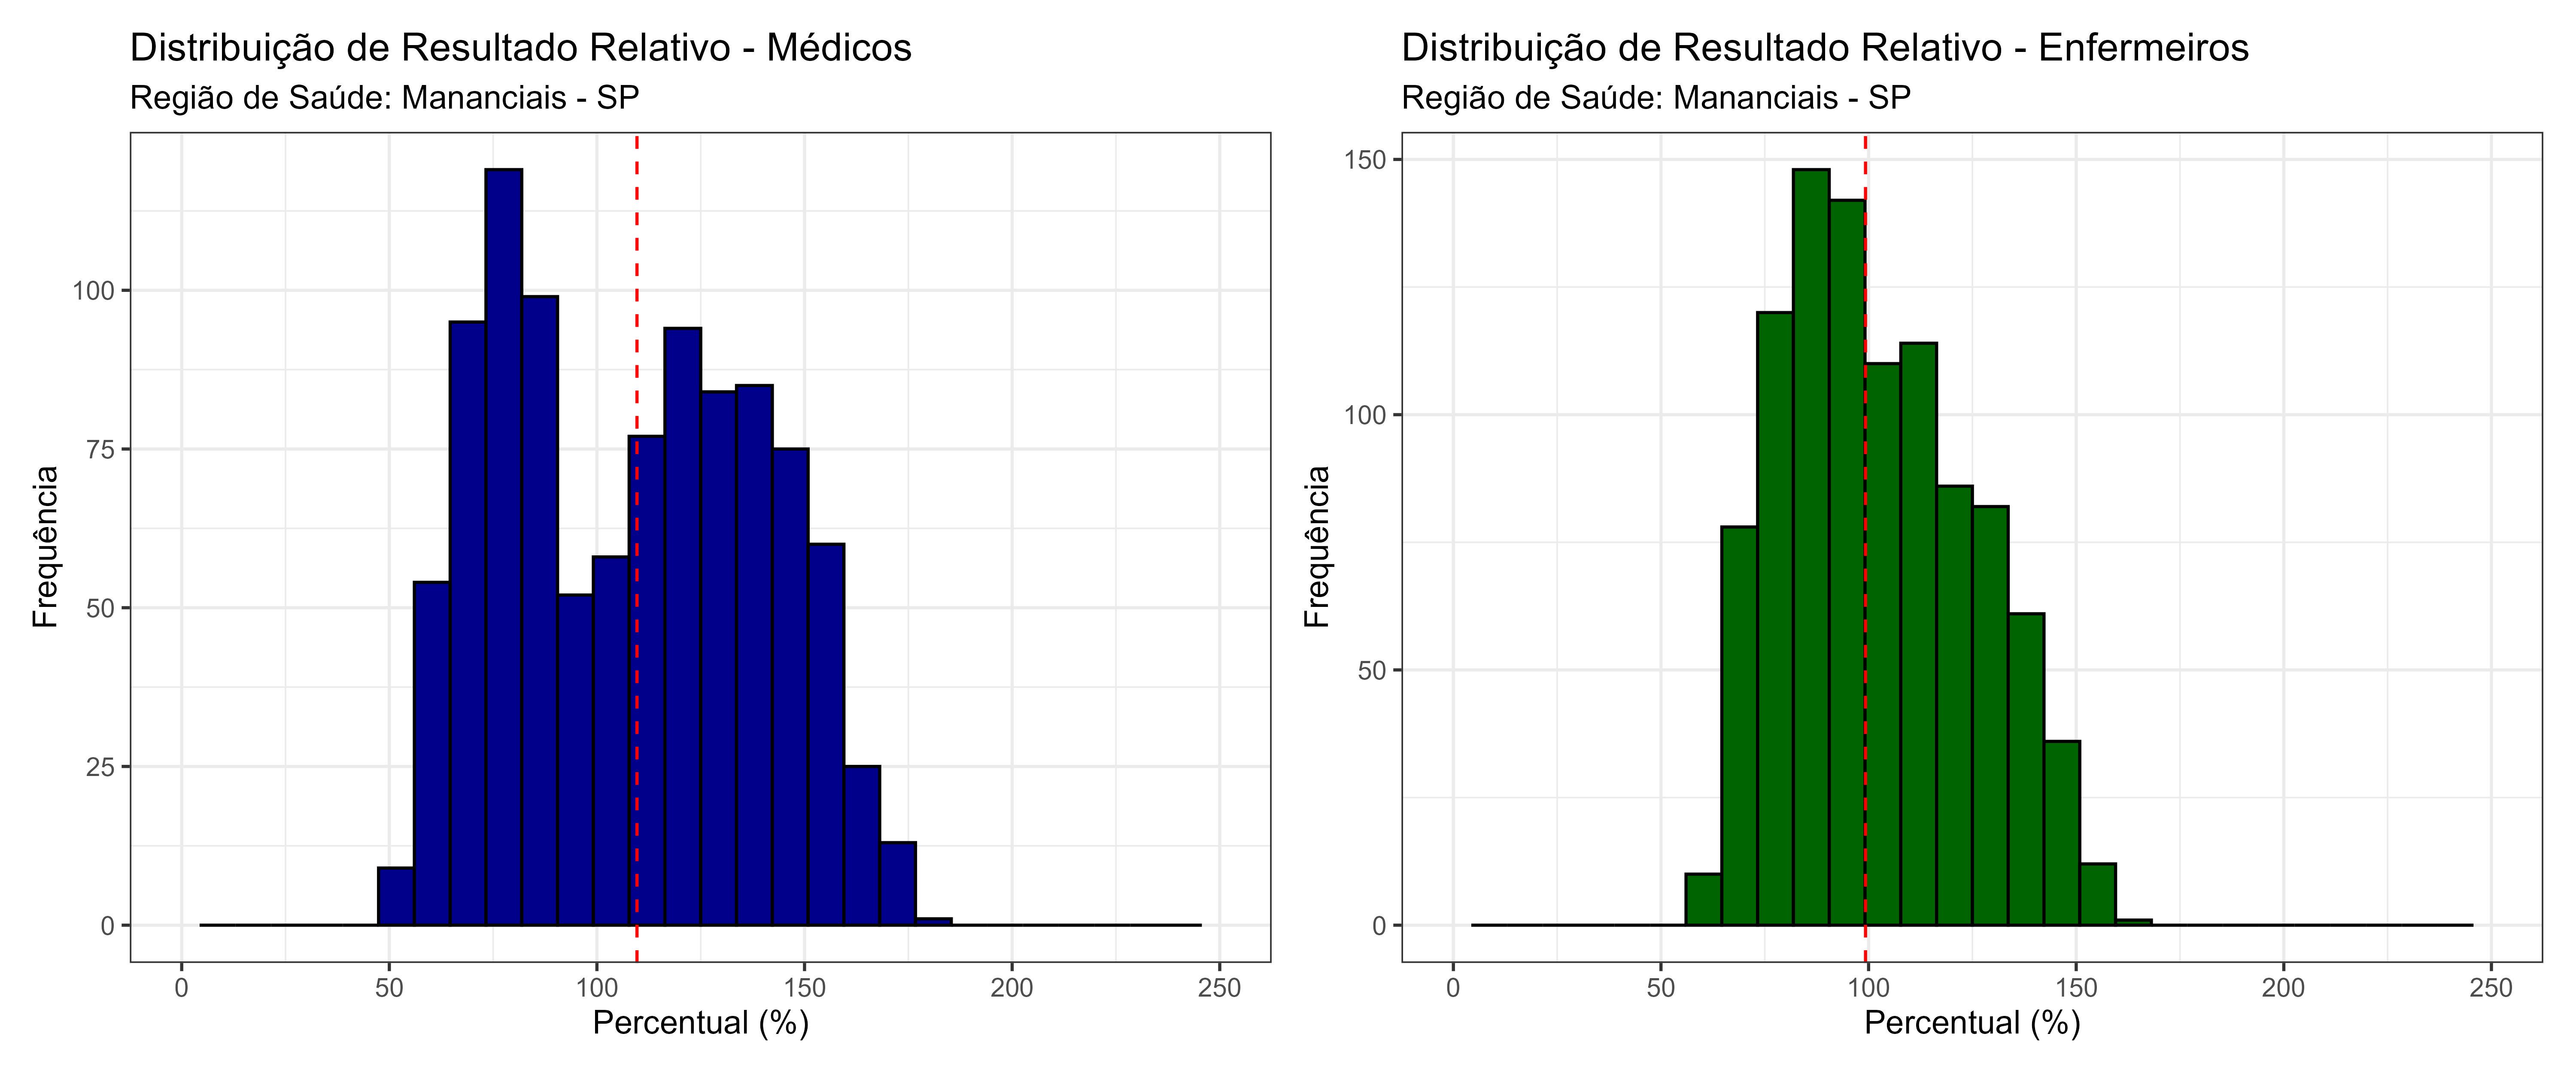 Distribuição de Resultado Relativo - Médicos
Região de Saúde: Mananciais - SP
Frequência
100
75
50
25
0
0 50 100 150 200 250
Percentual (%)
Distribuição de Resultado Relativo - Enfermeiros
Região de Saúde: Mananciais - SP
Frequência
150
100
50
0
0 50 100 150 200 250
Percentual (%)